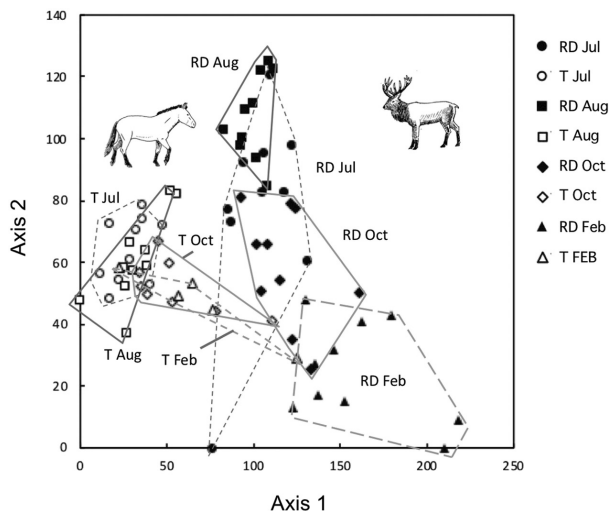 140
120
100
80
60
40
20
0
0 50 100 150 200 250
Axis 2
Axis 1
RD Aug
RD Jul
T Jul
T Oct
RD Oct
T Aug
T Feb
RD Feb
RD Jul
T Jul
RD Aug
T Aug
RD Oct
T Oct
RD Feb
T FEB